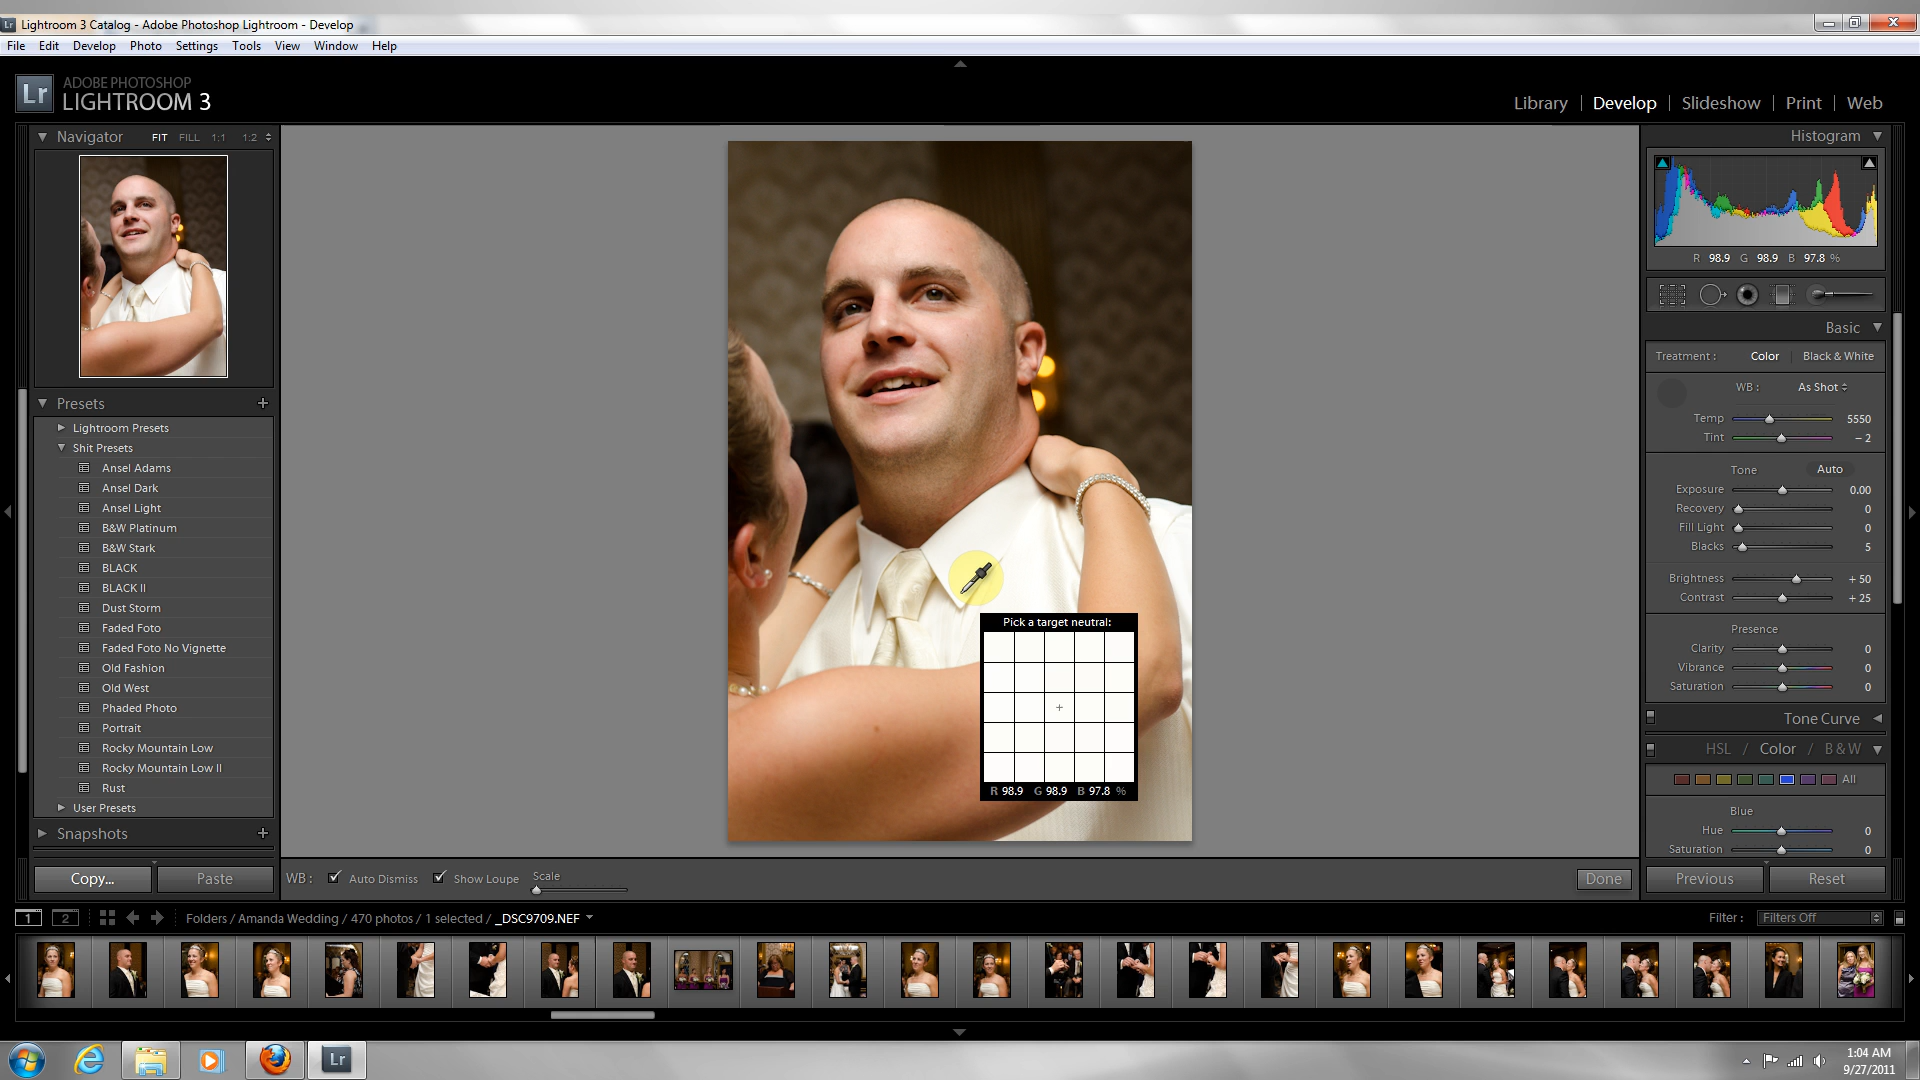 Lightroom 3 Catalog - Adobe Photoshop Lightroom - Develop
File Edit Develop Photo Settings Tools View Window Help
Lr ADOBE PHOTOSHOP
LIGHTROOM 3
Library | Develop | Slideshow | Print | Web
Navigator FIT FILL 1:1 1:2
Presets +
Lightroom Presets
Shit Presets
Ansel Adams
Ansel Dark
Ansel Light
B&W Platinum
B&W Stark
BLACK
BLACK II
Dust Storm
Faded Foto
Faded Foto No Vignette
Old Fashion
Old West
Phaded Photo
Portrait
Rocky Mountain Low
Rocky Mountain Low II
Rust
User Presets
Snapshots +
Copy... Paste
Pick a target neutral:
R 98.9 G 98.9 B 97.8 %
WB : Auto Dismiss Show Loupe Scale
Done
Histogram
R 98.9 G 98.9 B 97.8 %
Basic
Treatment : Color | Black & White
WB : As Shot
Temp 5550
Tint – 2
Tone Auto
Exposure 0.00
Recovery 0
Fill Light 0
Blacks 5
Brightness + 50
Contrast + 25
Presence
Clarity 0
Vibrance 0
Saturation 0
Tone Curve
HSL / Color / B & W
All
Blue
Hue 0
Saturation 0
Previous Reset
1 2 Folders / Amanda Wedding / 470 photos / 1 selected / _DSC9709.NEF
Filter : Filters Off
Lr
1:04 AM
9/27/2011